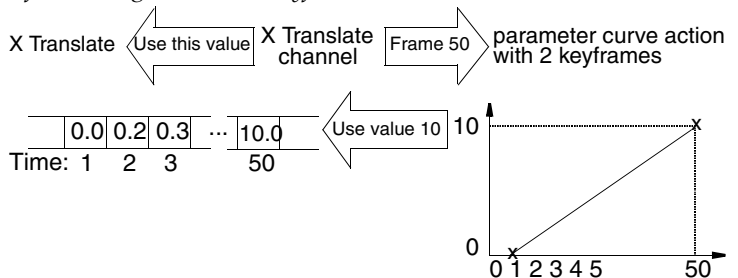 X Translate
Use this value
X Translate
channel
Frame 50
parameter curve action
with 2 keyframes
0.0 0.2 0.3 ... 10.0
Time: 1 2 3 50
Use value 10
10
x
0
x
0 1 2 3 4 5 50